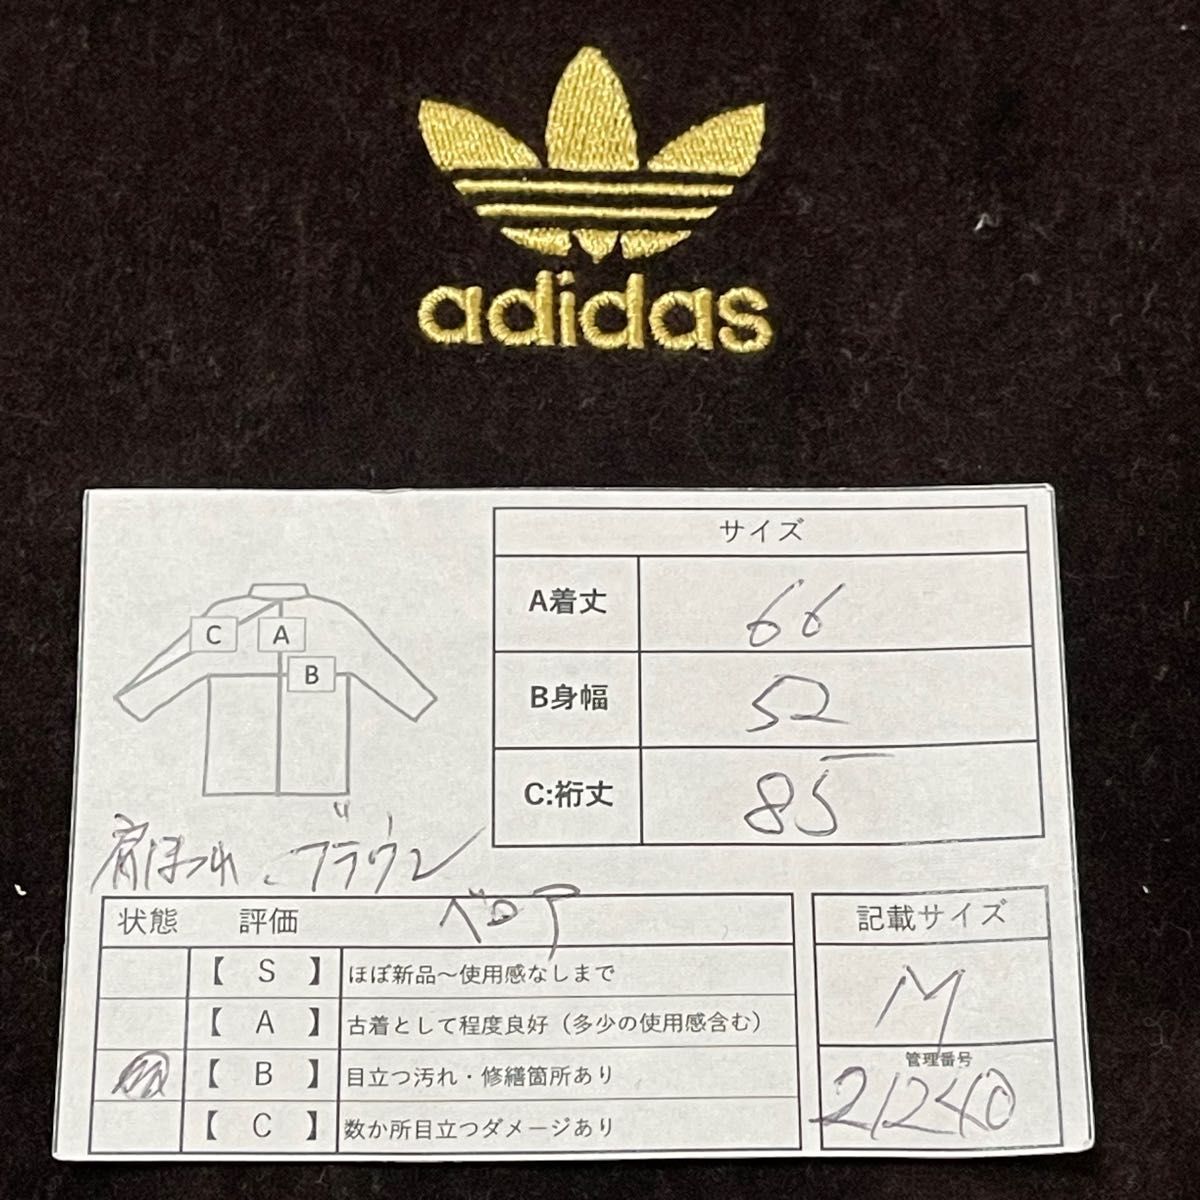 adidas
サイズ
A着丈 66
B身幅 52
C:裄丈 85
C A B
肩ほつれ、ブラウン
ベロア
状態 評価
【 S 】 ほぼ新品～使用感なしまで
【 A 】 古着として程度良好（多少の使用感含む）
【 B 】 目立つ汚れ・修繕箇所あり
【 C 】 数か所目立つダメージあり
記載サイズ
M
管理番号
21240